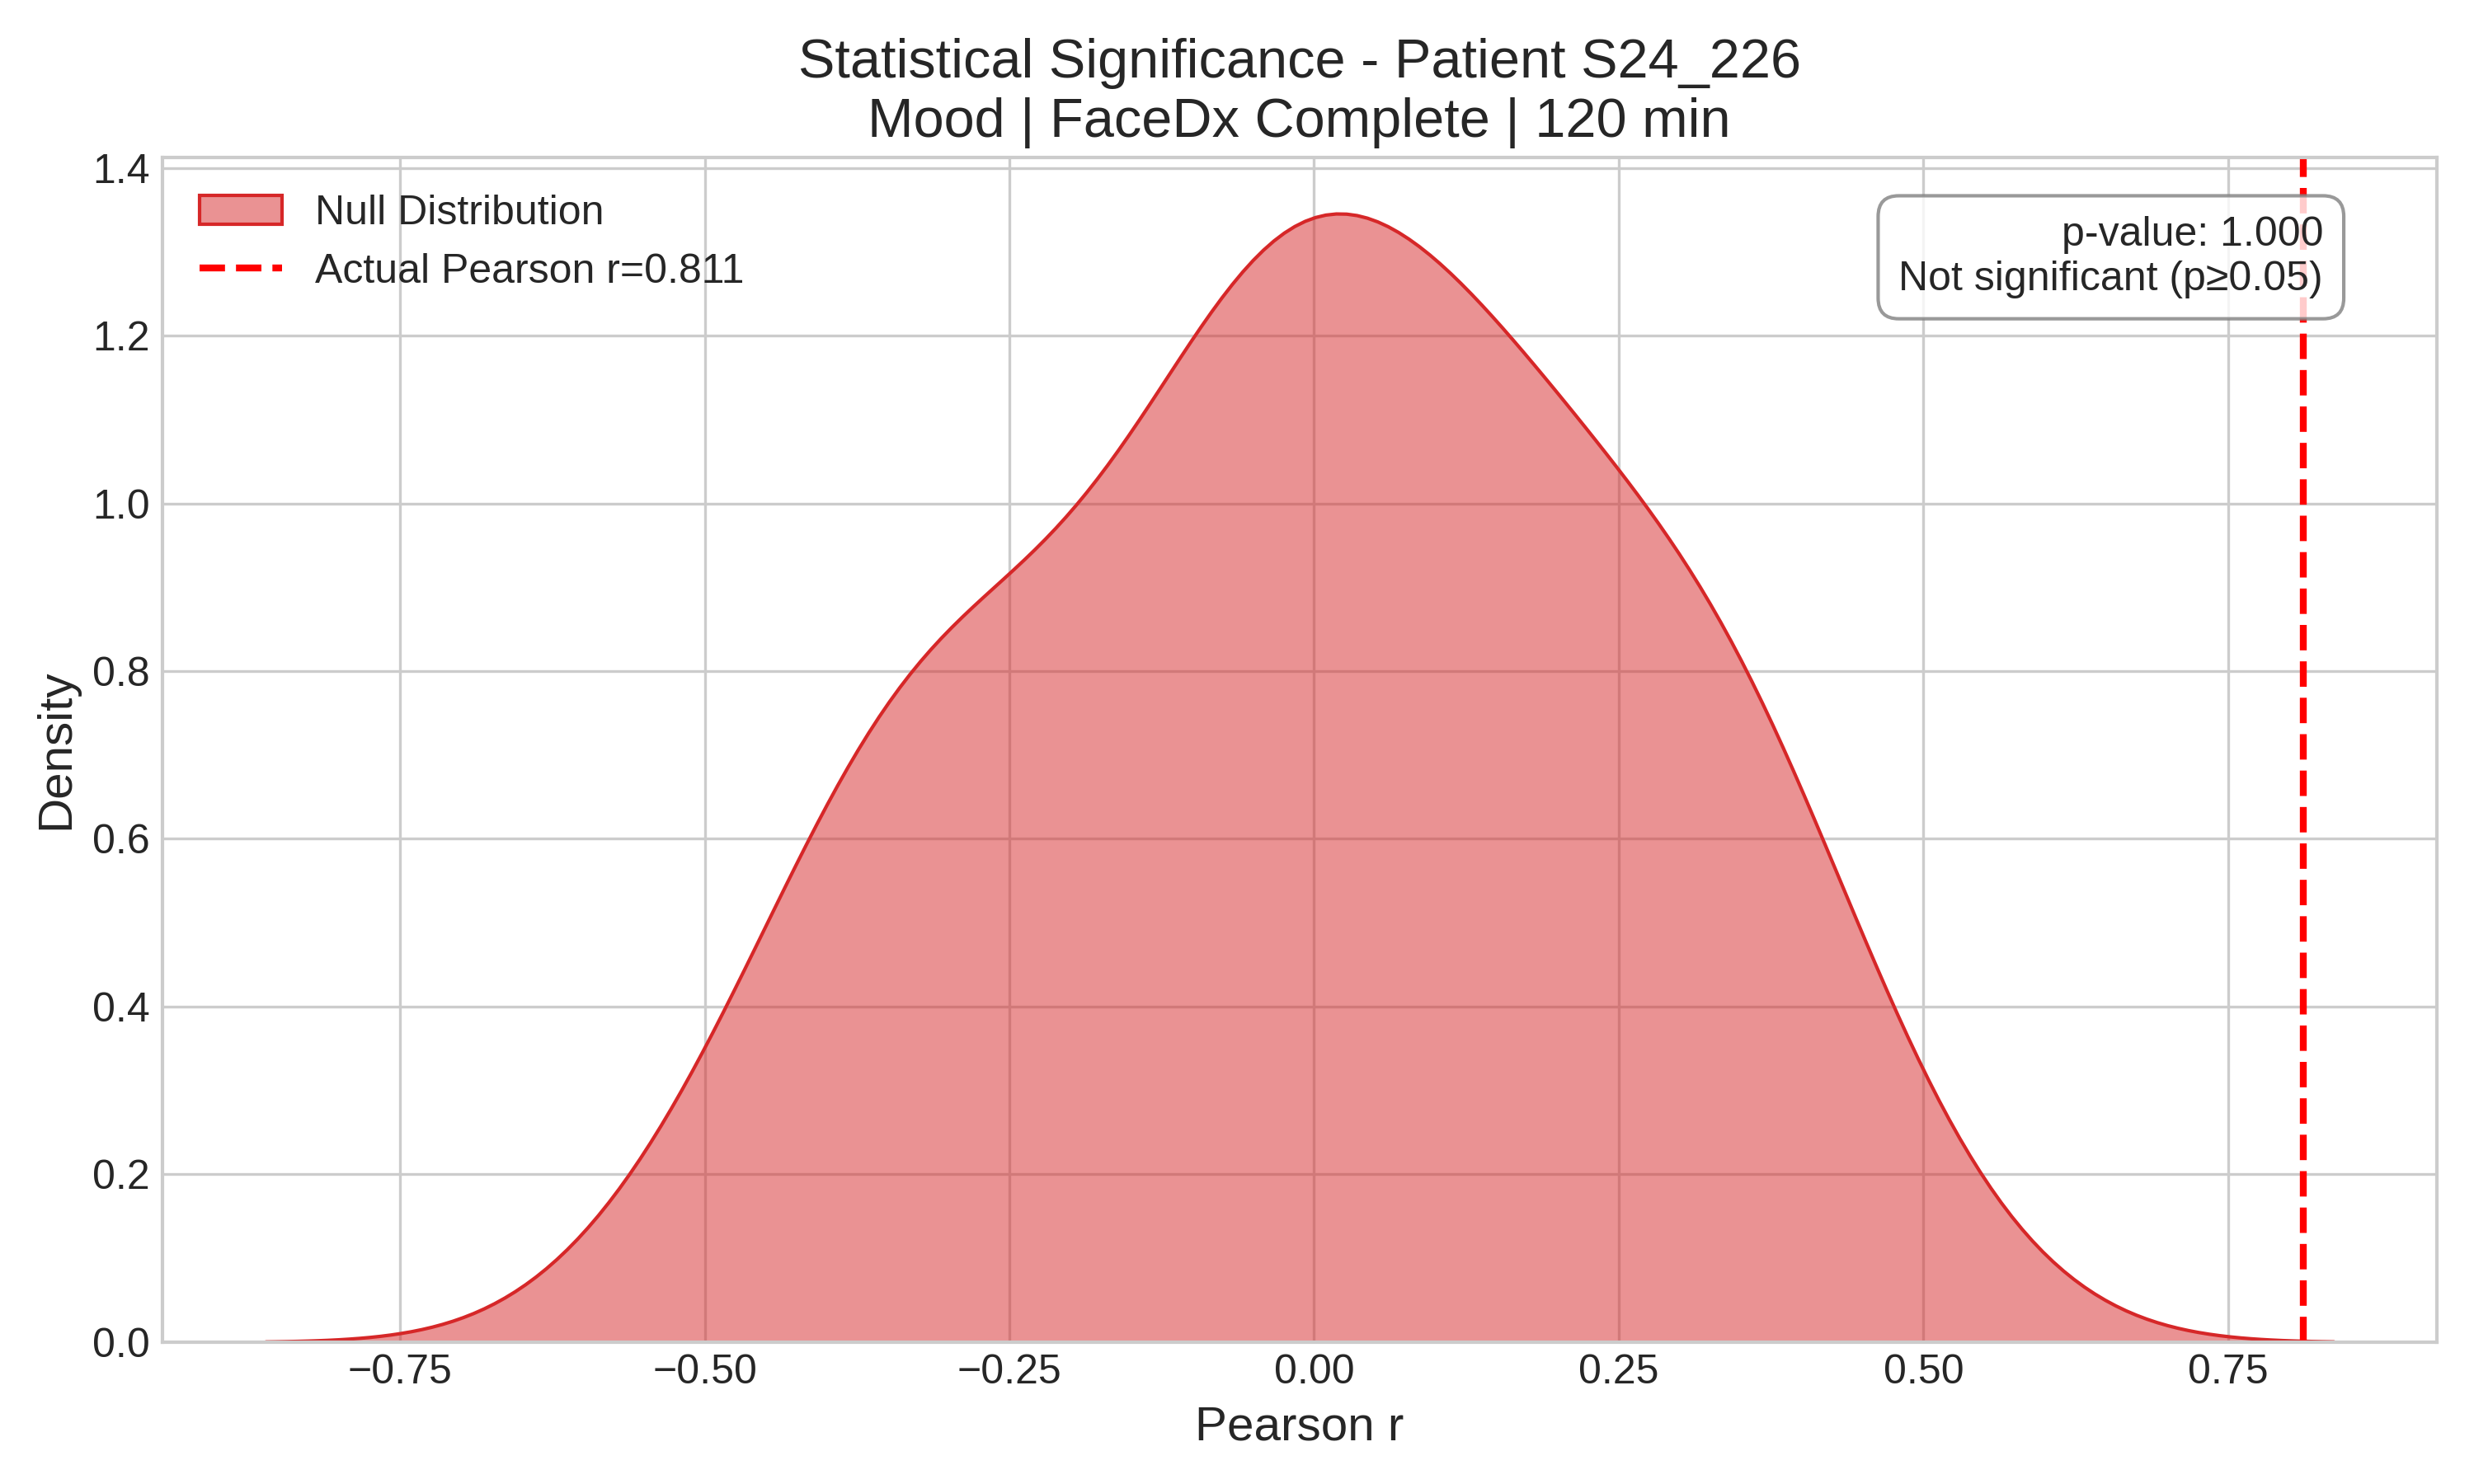 Statistical Significance - Patient S24_226
Mood | FaceDx Complete | 120 min
Null Distribution
Actual Pearson r=0.811
p-value: 1.000
Not significant (p≥0.05)
Density
1.4
1.2
1.0
0.8
0.6
0.4
0.2
0.0
−0.75 −0.50 −0.25 0.00 0.25 0.50 0.75
Pearson r